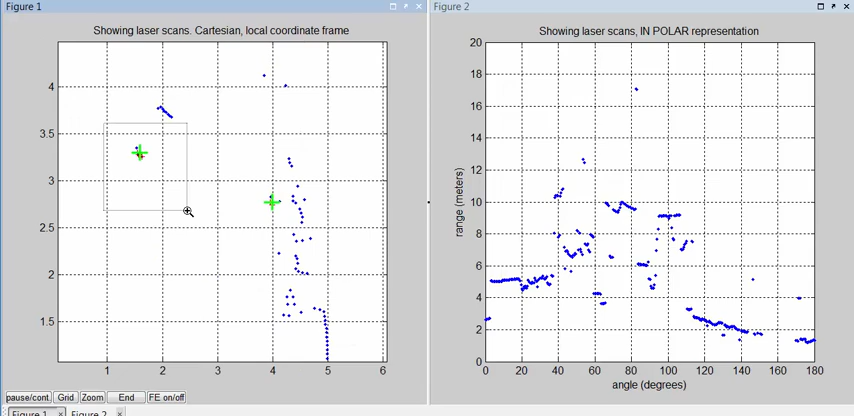 Figure 1
Figure 2
Showing laser scans. Cartesian, local coordinate frame
4
3.5
3
2.5
2
1.5
1 2 3 4 5 6
Showing laser scans, IN POLAR representation
20
18
16
14
12
10
8
6
4
2
0
range (meters)
0 20 40 60 80 100 120 140 160 180
angle (degrees)
pause/cont Grid Zoom End FE on/off
Figure 1 × Figure 2 ×